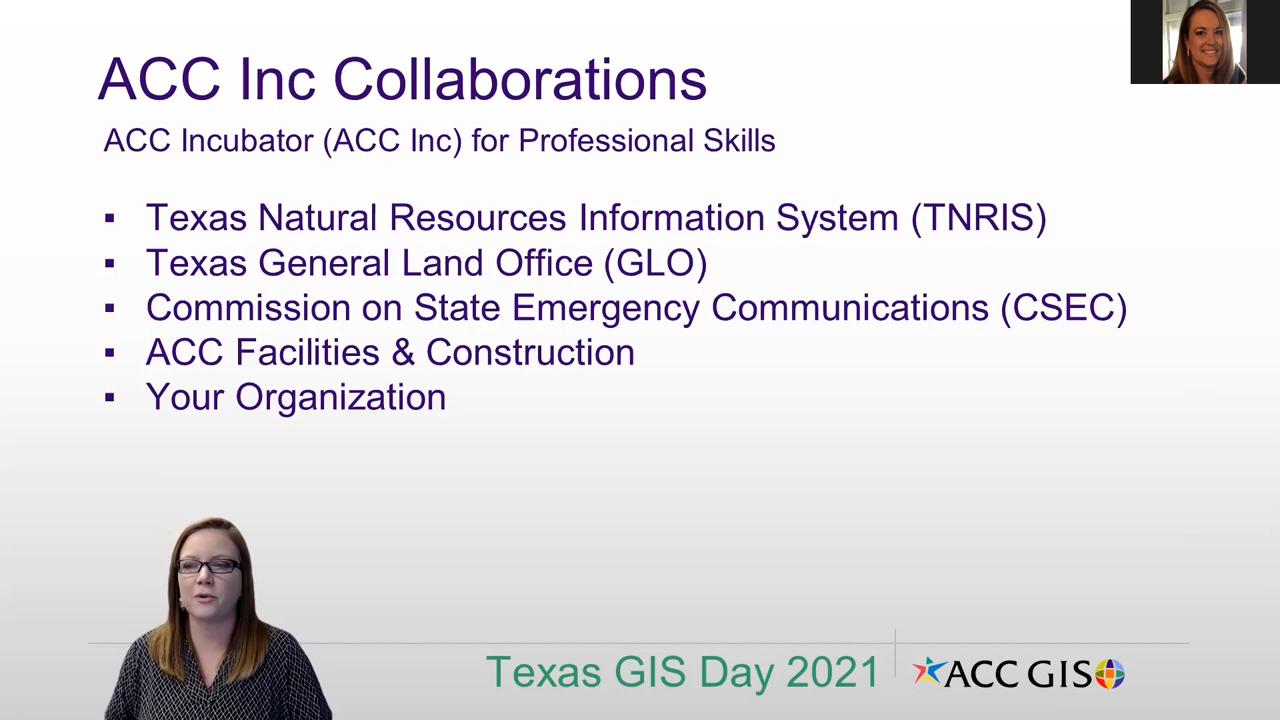 ACC Inc Collaborations
ACC Incubator (ACC Inc) for Professional Skills
▪ Texas Natural Resources Information System (TNRIS)
▪ Texas General Land Office (GLO)
▪ Commission on State Emergency Communications (CSEC)
▪ ACC Facilities & Construction
▪ Your Organization
Texas GIS Day 2021
ACC GIS